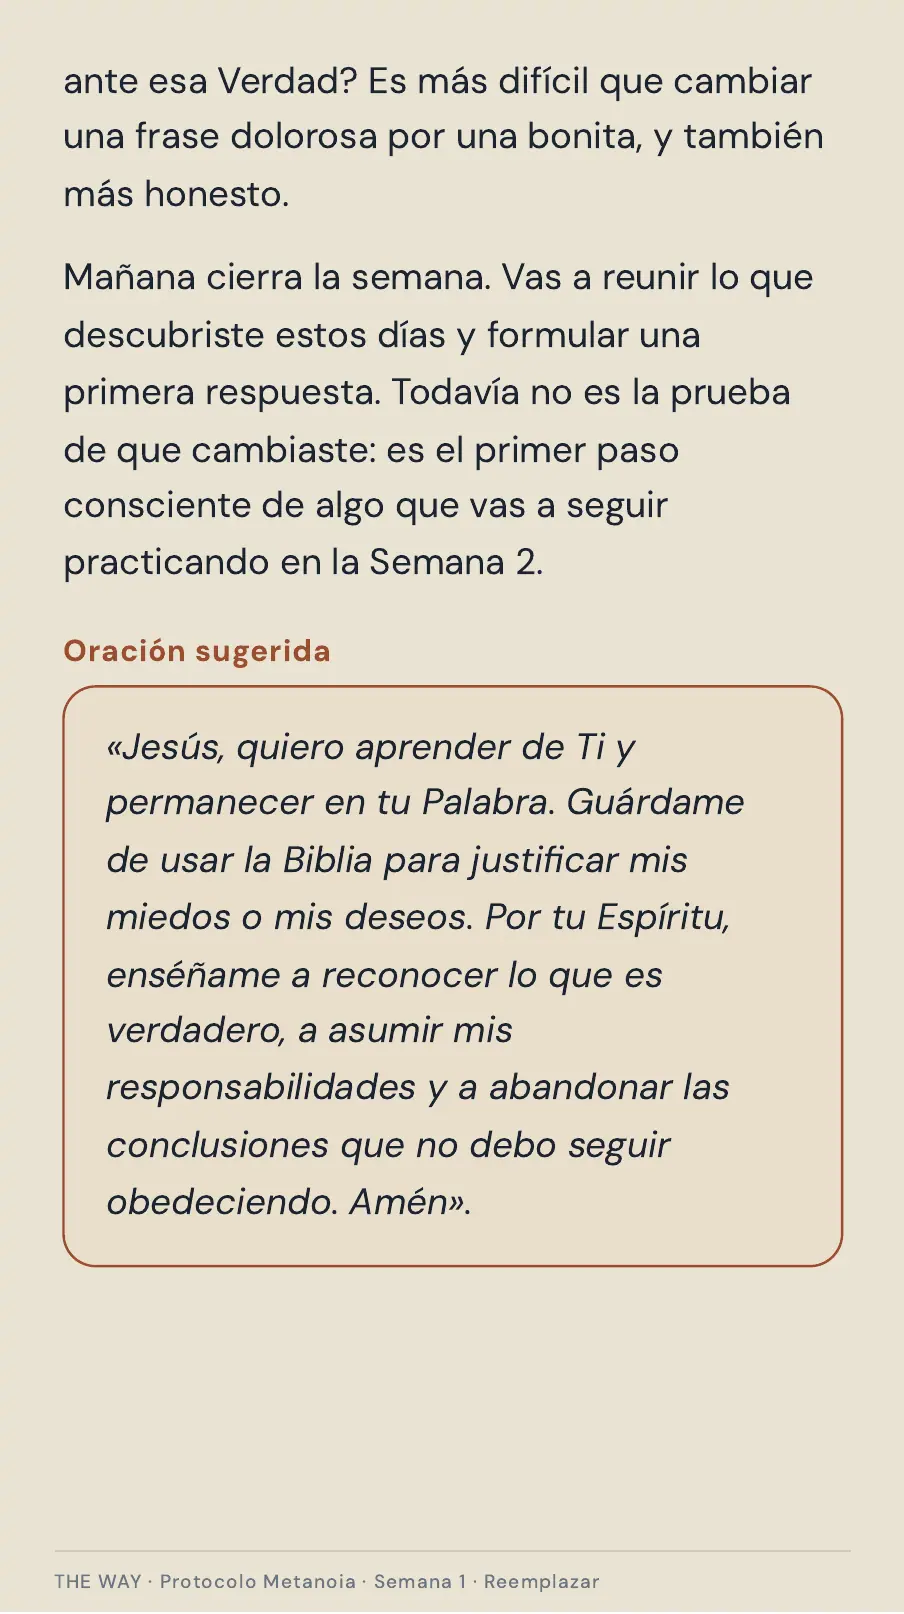 ante esa Verdad? Es más difícil que cambiar
una frase dolorosa por una bonita, y también
más honesto.
Mañana cierra la semana. Vas a reunir lo que
descubriste estos días y formular una
primera respuesta. Todavía no es la prueba
de que cambiaste: es el primer paso
consciente de algo que vas a seguir
practicando en la Semana 2.
Oración sugerida
«Jesús, quiero aprender de Ti y
permanecer en tu Palabra. Guárdame
de usar la Biblia para justificar mis
miedos o mis deseos. Por tu Espíritu,
enséñame a reconocer lo que es
verdadero, a asumir mis
responsabilidades y a abandonar las
conclusiones que no debo seguir
obedeciendo. Amén».
THE WAY · Protocolo Metanoia · Semana 1 · Reemplazar